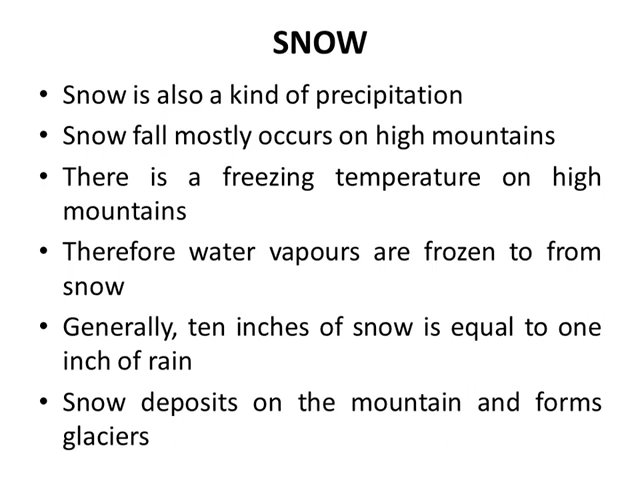 SNOW
• Snow is also a kind of precipitation
• Snow fall mostly occurs on high mountains
• There is a freezing temperature on high
mountains
• Therefore water vapours are frozen to from
snow
• Generally, ten inches of snow is equal to one
inch of rain
• Snow deposits on the mountain and forms
glaciers